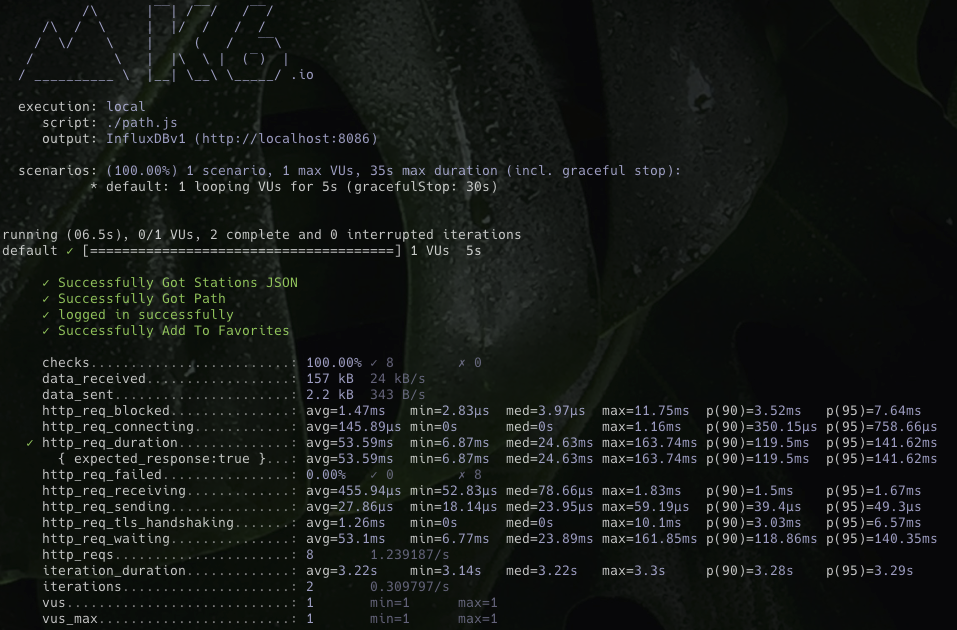 /\      |‾‾| /‾‾/   /‾‾/
/\  /  \     |  |/  /   /  /
/  \/    \    |     (   /   ‾‾\
/          \   |  |\  \ |  (‾)  |
/ __________ \  |__| \__\ \_____/ .io
execution: local
script: ./path.js
output: InfluxDBv1 (http://localhost:8086)
scenarios: (100.00%) 1 scenario, 1 max VUs, 35s max duration (incl. graceful stop):
* default: 1 looping VUs for 5s (gracefulStop: 30s)
running (06.5s), 0/1 VUs, 2 complete and 0 interrupted iterations
default ✓ [======================================] 1 VUs  5s
✓ Successfully Got Stations JSON
✓ Successfully Got Path
✓ logged in successfully
✓ Successfully Add To Favorites
checks.........................: 100.00% ✓ 8        ✗ 0
data_received..................: 157 kB  24 kB/s
data_sent......................: 2.2 kB  343 B/s
http_req_blocked...............: avg=1.47ms   min=2.83µs  med=3.97µs  max=11.75ms  p(90)=3.52ms   p(95)=7.64ms
http_req_connecting............: avg=145.89µs min=0s      med=0s      max=1.16ms   p(90)=350.15µs p(95)=758.66µs
✓ http_req_duration..............: avg=53.59ms  min=6.87ms  med=24.63ms max=163.74ms p(90)=119.5ms  p(95)=141.62ms
{ expected_response:true }...: avg=53.59ms  min=6.87ms  med=24.63ms max=163.74ms p(90)=119.5ms  p(95)=141.62ms
http_req_failed................: 0.00%   ✓ 0        ✗ 8
http_req_receiving.............: avg=455.94µs min=52.83µs med=78.66µs max=1.83ms   p(90)=1.5ms    p(95)=1.67ms
http_req_sending...............: avg=27.86µs  min=18.14µs med=23.95µs max=59.19µs  p(90)=39.4µs   p(95)=49.3µs
http_req_tls_handshaking.......: avg=1.26ms   min=0s      med=0s      max=10.1ms   p(90)=3.03ms   p(95)=6.57ms
http_req_waiting...............: avg=53.1ms   min=6.77ms  med=23.89ms max=161.85ms p(90)=118.86ms p(95)=140.35ms
http_reqs......................: 8       1.239187/s
iteration_duration.............: avg=3.22s    min=3.14s   med=3.22s   max=3.3s     p(90)=3.28s    p(95)=3.29s
iterations.....................: 2       0.309797/s
vus............................: 1       min=1      max=1
vus_max........................: 1       min=1      max=1